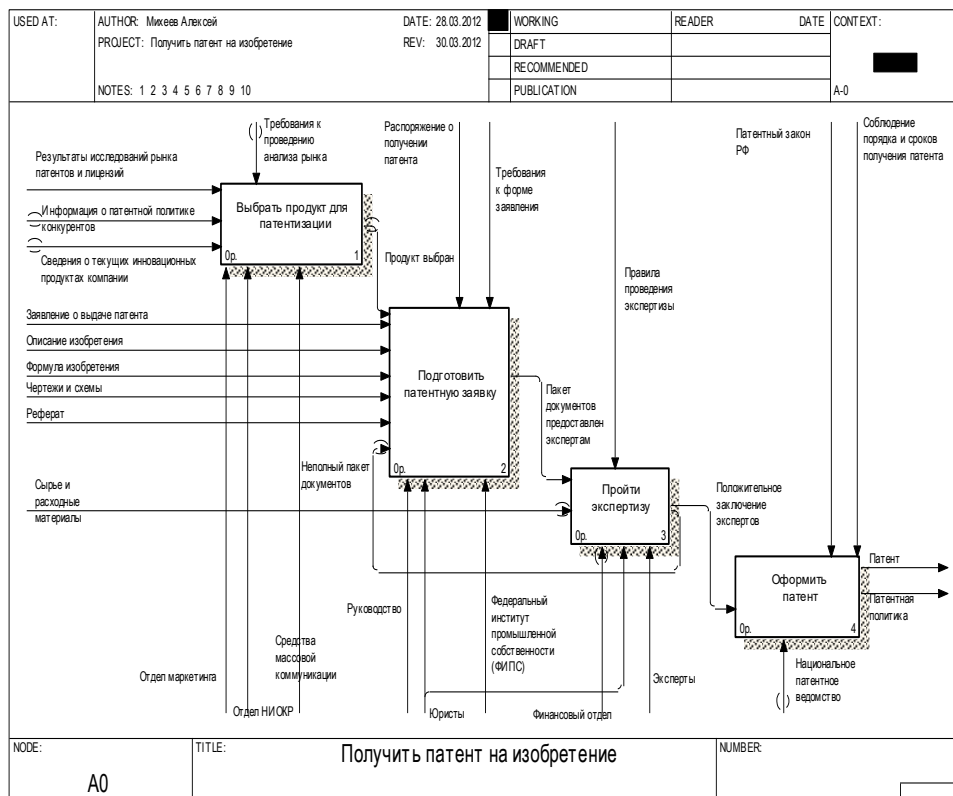 USED AT:
AUTHOR: Михеев Алексей
DATE: 28.03.2012
PROJECT: Получить патент на изобретение
REV: 30.03.2012
NOTES: 1 2 3 4 5 6 7 8 9 10
WORKING
DRAFT
RECOMMENDED
PUBLICATION
READER
DATE
CONTEXT:
A-0
Требования к
проведению
анализа рынка
Распоряжение о
получении
патента
Требования
к форме
заявления
Патентный закон
РФ
Соблюдение
порядка и сроков
получения патента
Результаты исследований рынка
патентов и лицензий
Информация о патентной политике
конкурентов
Сведения о текущих инновационных
продуктах компании
Выбрать продукт для
патентизации
0р.
1
Продукт выбран
Правила
проведения
экспертизы
Заявление о выдаче патента
Описание изобретения
Формула изобретения
Чертежи и схемы
Реферат
Подготовить
патентную заявку
0р.
2
Пакет
документов
предоставлен
экспертам
Неполный пакет
документов
Сырье и
расходные
материалы
Пройти
экспертизу
0р.
3
Положительное
заключение
экспертов
Оформить
патент
0р.
4
Патент
Патентная
политика
Руководство
Федеральный
институт
промышленной
собственности
(ФИПС)
Средства
массовой
коммуникации
Отдел маркетинга
Отдел НИОКР
Юристы
Финансовый отдел
Эксперты
Национальное
патентное
ведомство
NODE:
A0
TITLE:
Получить патент на изобретение
NUMBER: